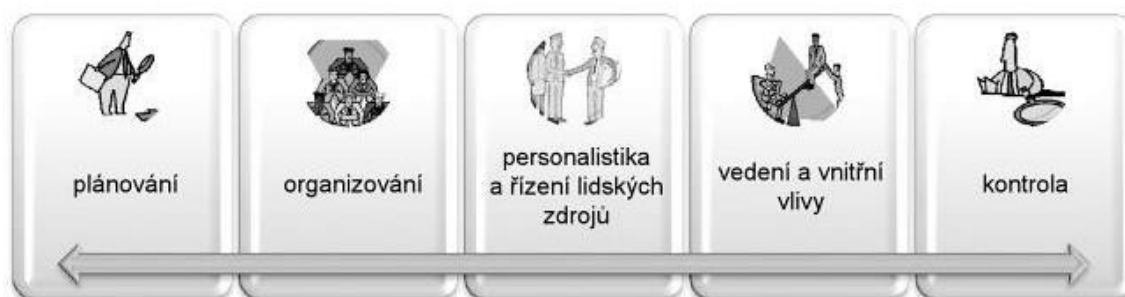 plánování
organizování
personalistika
a řízení lidských
zdrojů
vedení a vnitřní
vlivy
kontrola